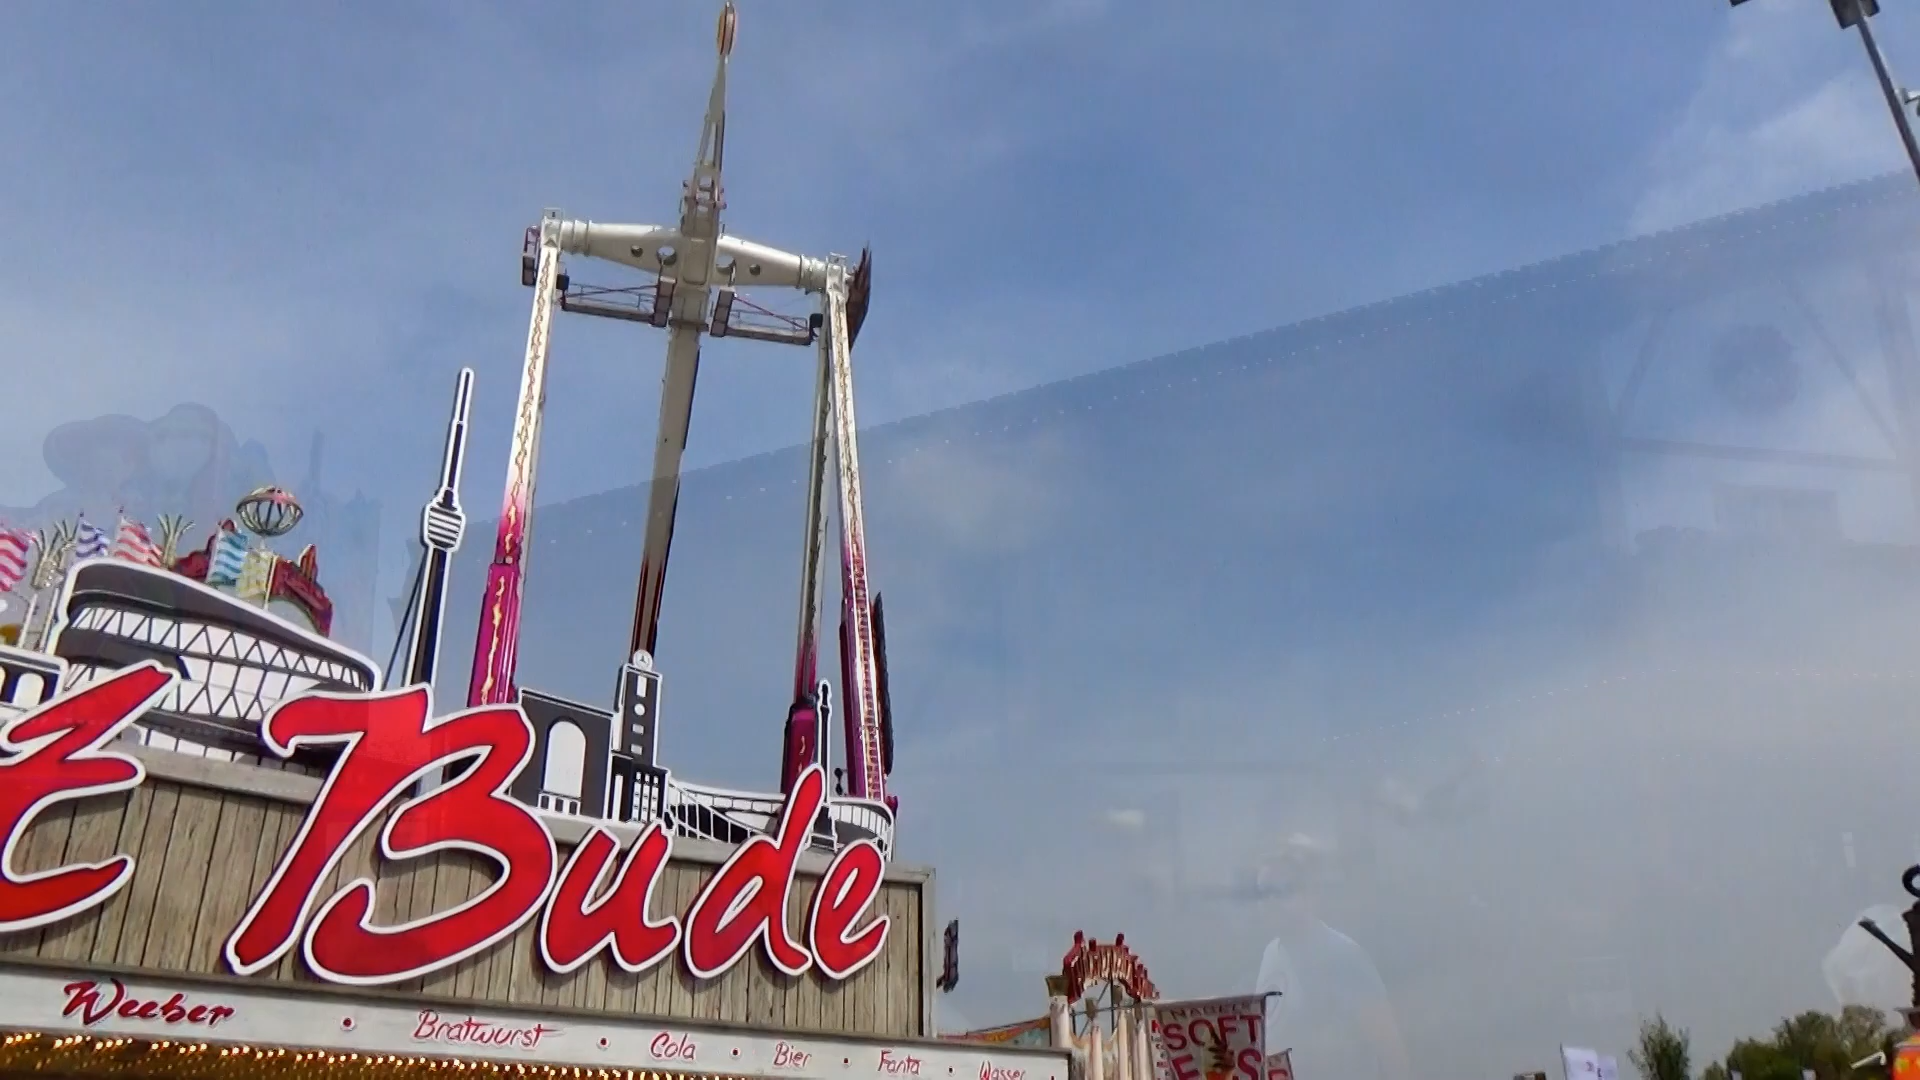 Bude
Weeber • Bratwurst • Cola • Bier • Fanta • Wasser
SOFT